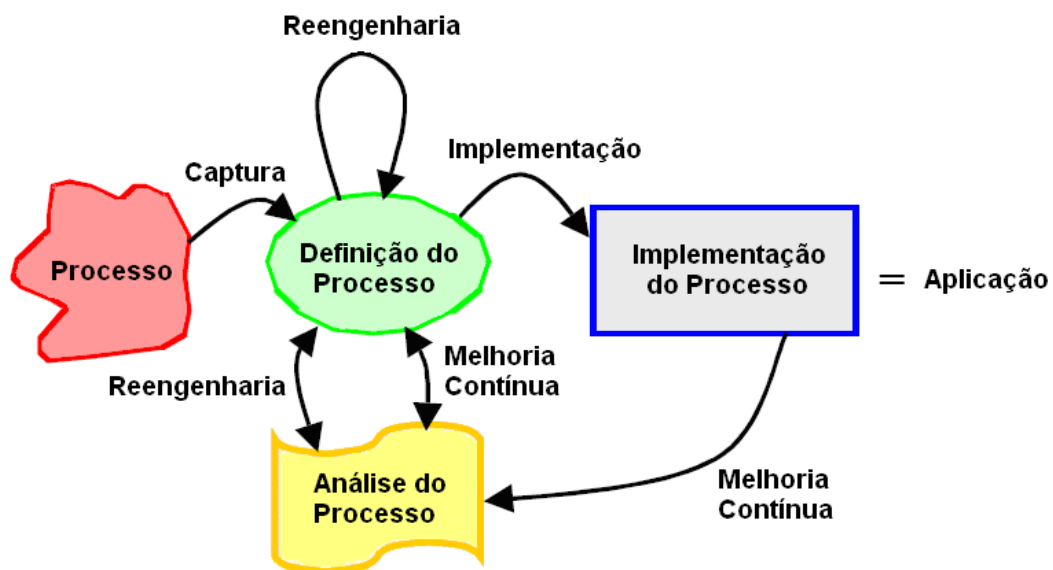 Reengenharia
Captura
Implementação
Processo
Definição do
Processo
Implementação
do Processo
= Aplicação
Reengenharia
Melhoria
Contínua
Análise do
Processo
Melhoria
Contínua